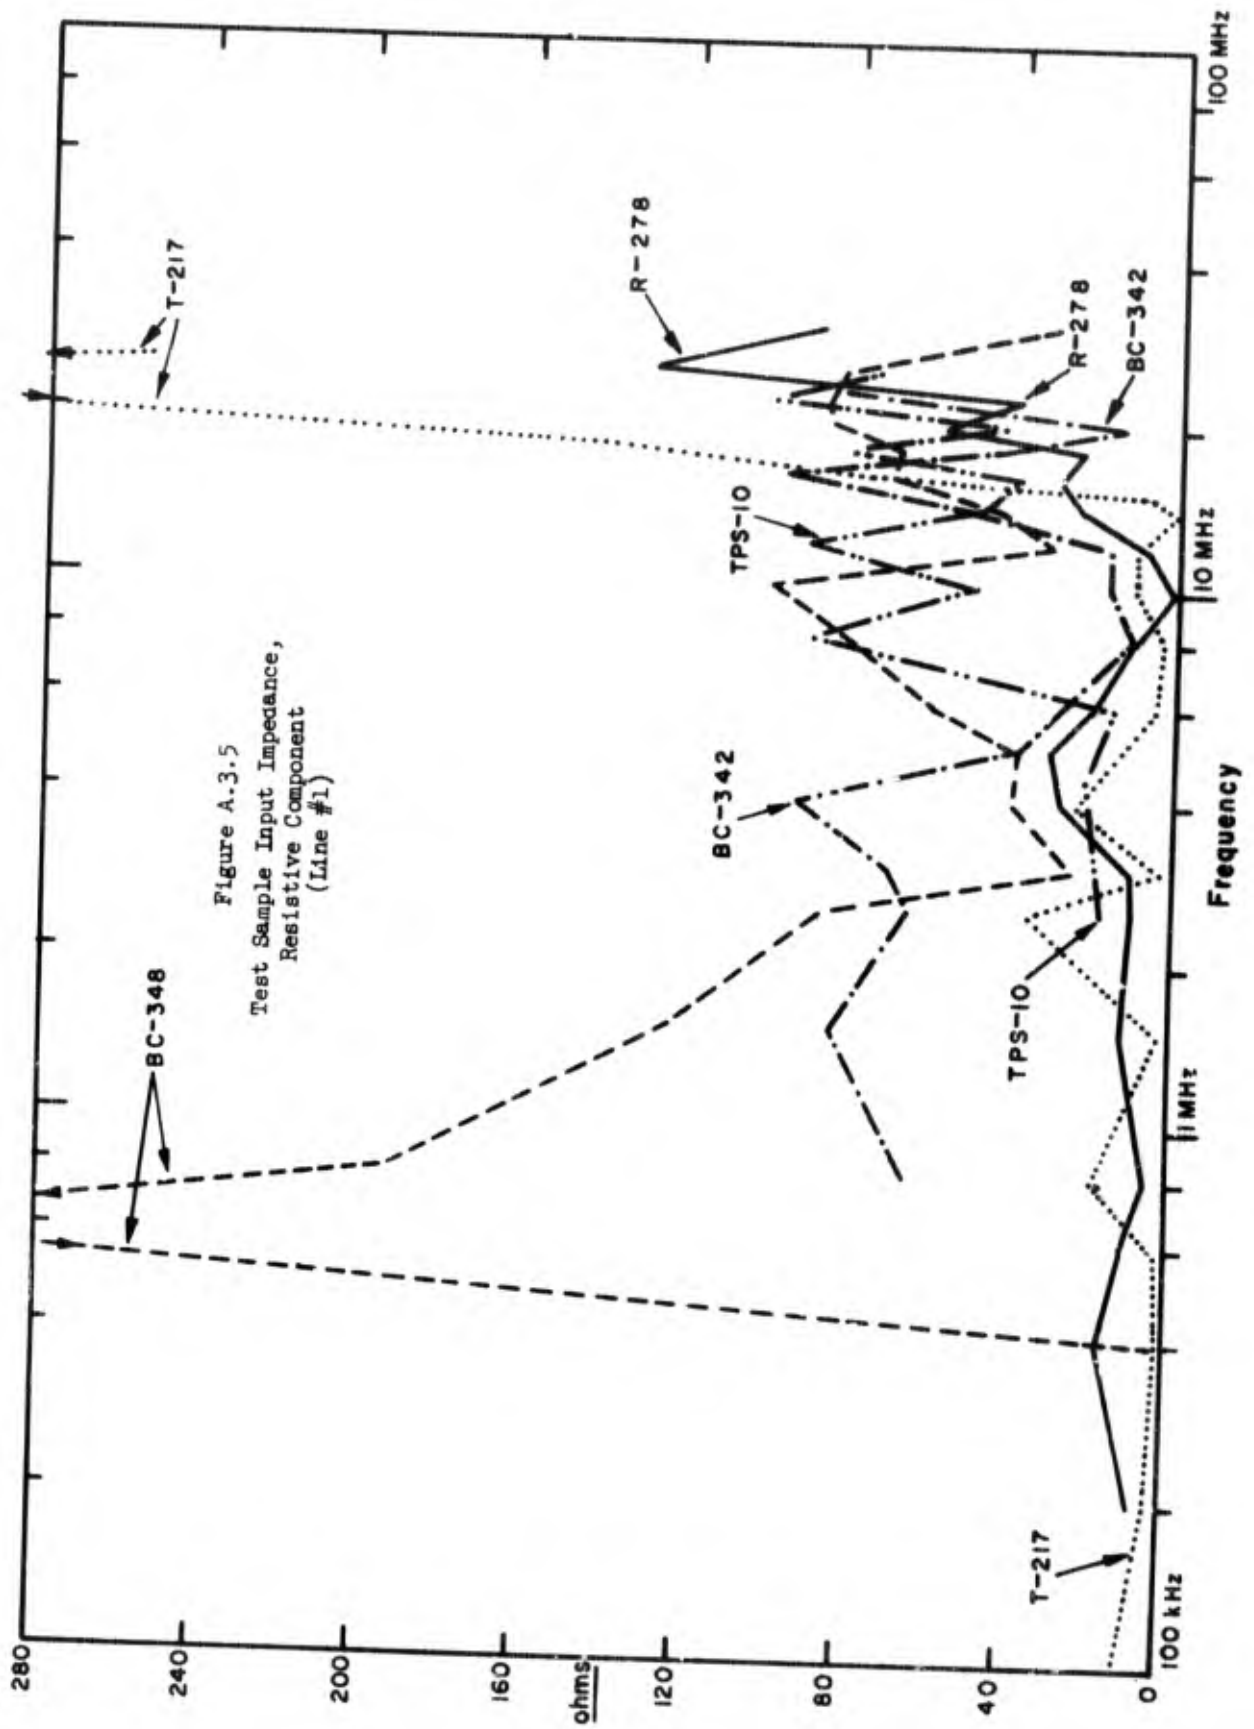 Figure A.3.5
Test Sample Input Impedance,
Resistive Component
(Line #1)
280
240
200
160
ohms
120
80
40
0
100 kHz
1 MHz
10 MHz
100 MHz
Frequency
BC-348
T-217
R-278
R-278
BC-342
TPS-10
BC-342
TPS-10
T-217